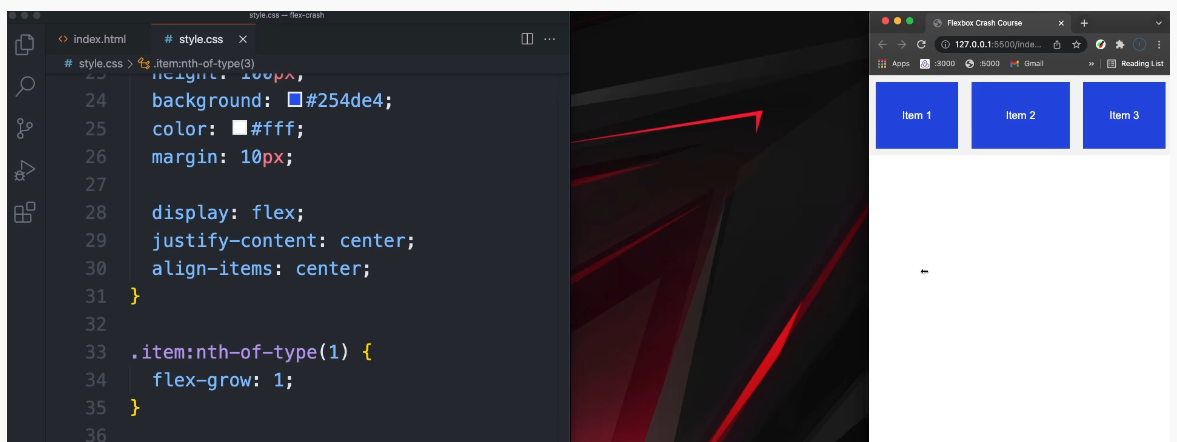 style.css — flex-crash
index.html
# style.css
# style.css > .item:nth-of-type(3)
23 height: 100px;
24 background: #254de4;
25 color: #fff;
26 margin: 10px;
27
28 display: flex;
29 justify-content: center;
30 align-items: center;
31 }
32
33 .item:nth-of-type(1) {
34 flex-grow: 1;
35 }
36
Flexbox Crash Course
127.0.0.1:5500/inde...
Apps :3000 :5000 Gmail » Reading List
Item 1 Item 2 Item 3